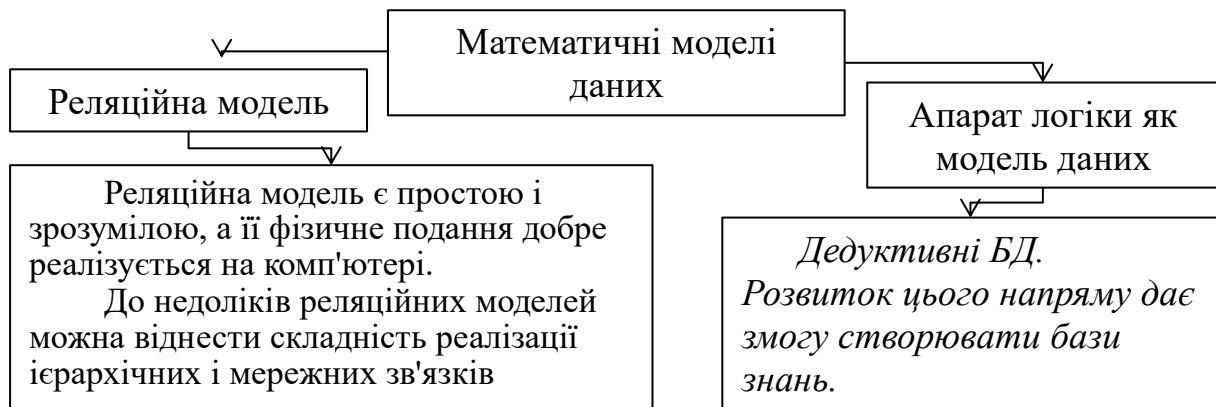 Математичні моделі
даних
Реляційна модель
Апарат логіки як
модель даних
Реляційна модель є простою і
зрозумілою, а її фізичне подання добре
реалізується на комп'ютері.
До недоліків реляційних моделей
можна віднести складність реалізації
ієрархічних і мережних зв'язків
Дедуктивні БД.
Розвиток цього напряму дає
змогу створювати бази
знань.